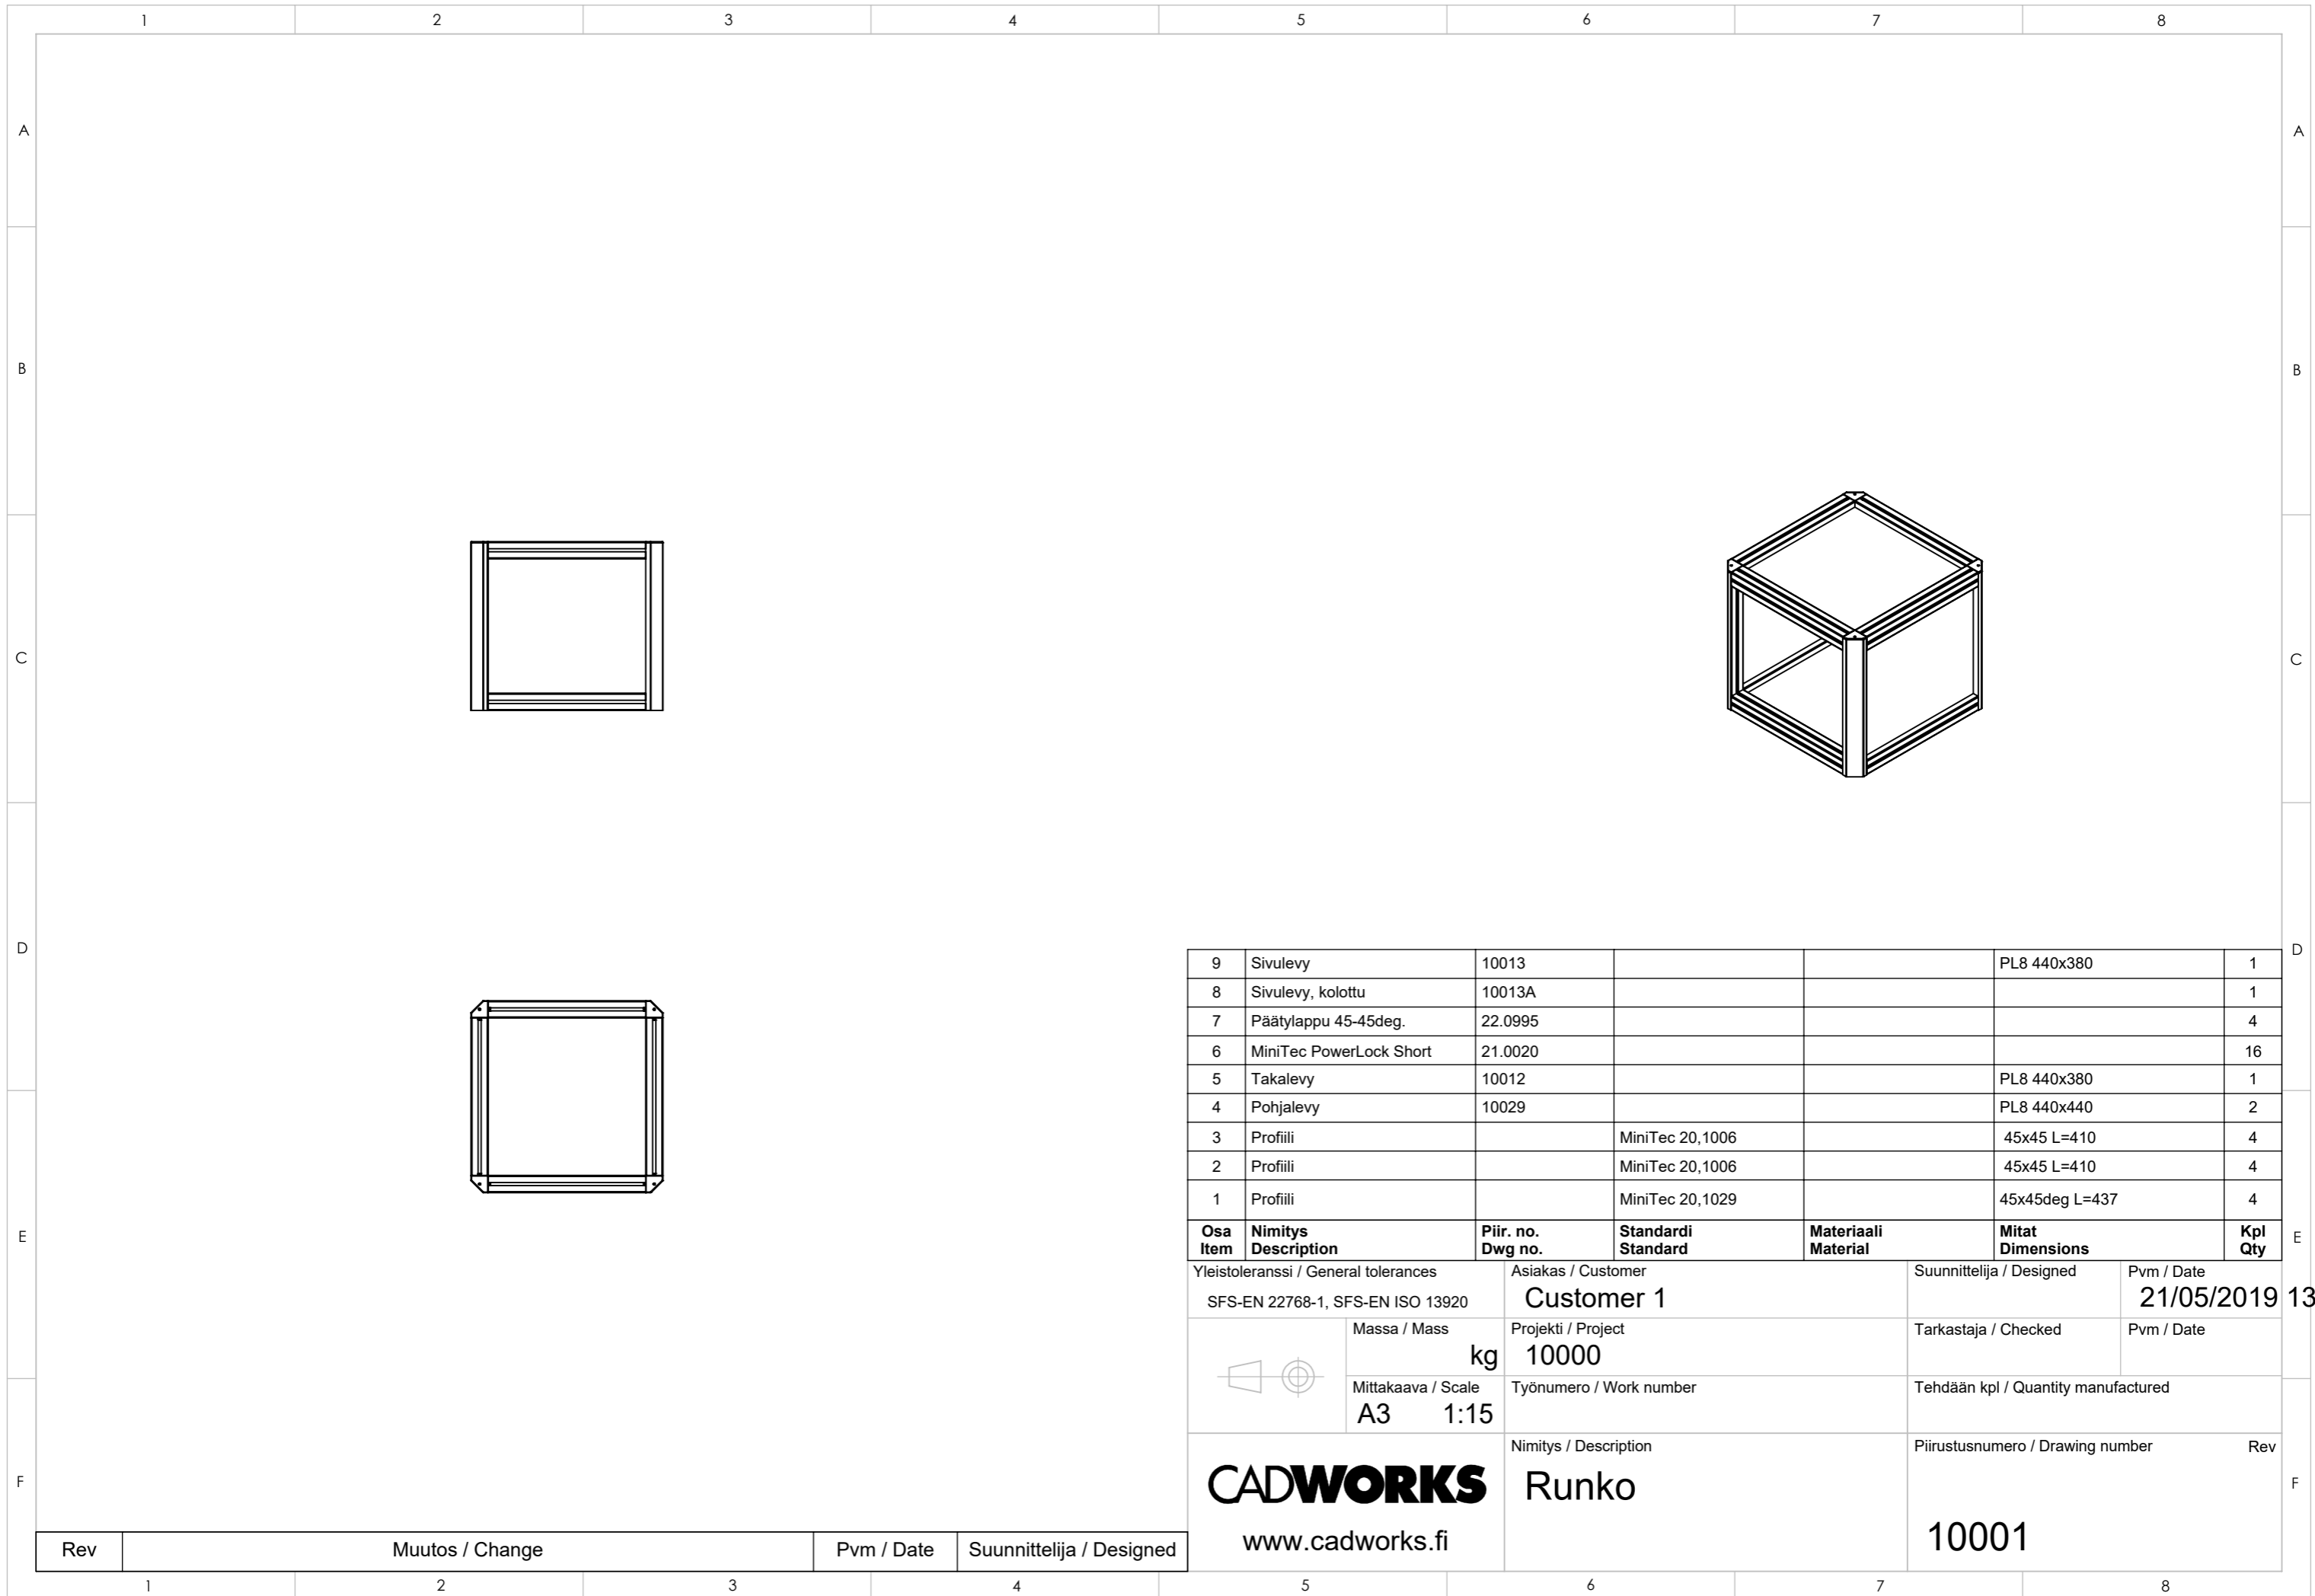 1 2 3 4 5 6 7 8
A A
B B
C C
D D
E E
F F
9 Sivulevy 10013 PL8 440x380 1
8 Sivulevy, kolottu 10013A 1
7 Päätylappu 45-45deg. 22.0995 4
6 MiniTec PowerLock Short 21.0020 16
5 Takalevy 10012 PL8 440x380 1
4 Pohjalevy 10029 PL8 440x440 2
3 Profiili MiniTec 20,1006 45x45 L=410 4
2 Profiili MiniTec 20,1006 45x45 L=410 4
1 Profiili MiniTec 20,1029 45x45deg L=437 4
Osa Nimitys Piir. no. Standardi Materiaali Mitat Kpl
Item Description Dwg no. Standard Material Dimensions Qty
Yleistoleranssi / General tolerances
SFS-EN 22768-1, SFS-EN ISO 13920
Asiakas / Customer
Customer 1
Suunnittelija / Designed
Pvm / Date
21/05/2019 13
Massa / Mass
kg
Projekti / Project
10000
Tarkastaja / Checked
Pvm / Date
Mittakaava / Scale
A3 1:15
Työnumero / Work number
Tehdään kpl / Quantity manufactured
CADWORKS
www.cadworks.fi
Nimitys / Description
Runko
Piirustusnumero / Drawing number Rev
10001
Rev Muutos / Change Pvm / Date Suunnittelija / Designed
1 2 3 4 5 6 7 8